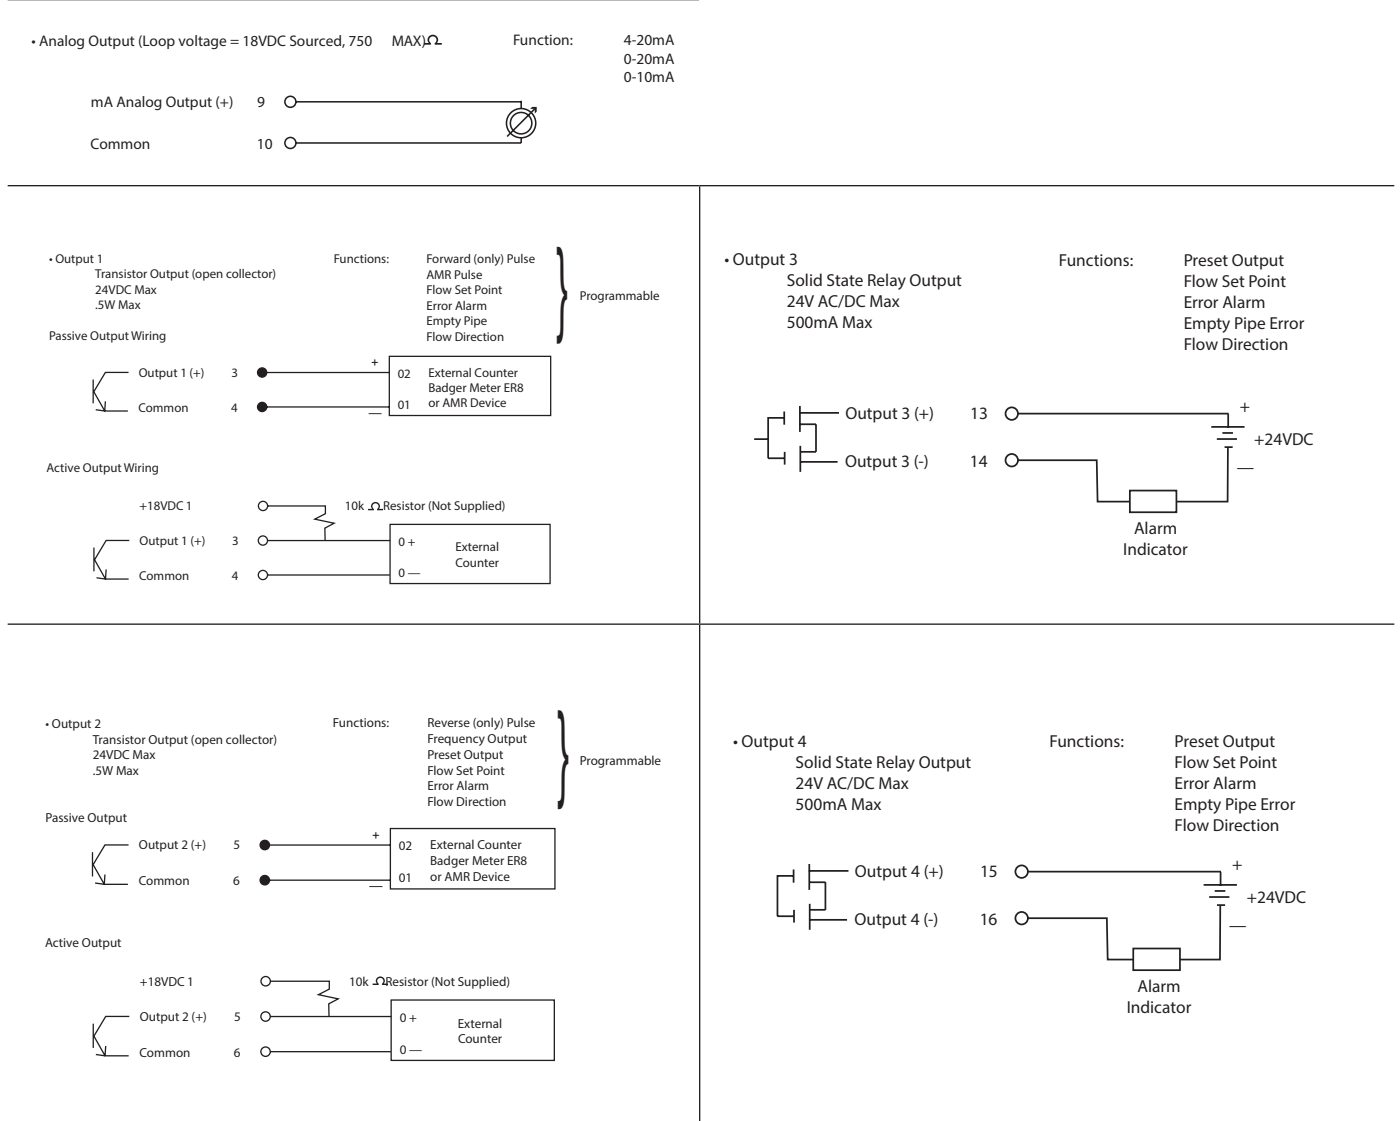 • Analog Output (Loop voltage = 18VDC Sourced, 750 MAX)Ω Function: 4-20mA
0-20mA
0-10mA
mA Analog Output (+) 9
Common 10
• Output 1 Functions: Forward (only) Pulse
Transistor Output (open collector) AMR Pulse
24VDC Max Flow Set Point
.5W Max Error Alarm
Programmable
Empty Pipe
Flow Direction
Passive Output Wiring
+
Output 1 (+) 3 02 External Counter
Badger Meter ER8
Common 4 — 01 or AMR Device
Active Output Wiring
+18VDC 1 10k Ω Resistor (Not Supplied)
Output 1 (+) 3 0 + External
Counter
Common 4 0 —
• Output 3 Functions: Preset Output
Solid State Relay Output Flow Set Point
24V AC/DC Max Error Alarm
500mA Max Empty Pipe Error
Flow Direction
Output 3 (+) 13 +
+24VDC
Output 3 (-) 14 —
Alarm
Indicator
• Output 2 Functions: Reverse (only) Pulse
Transistor Output (open collector) Frequency Output
24VDC Max Preset Output
.5W Max Flow Set Point
Programmable
Error Alarm
Flow Direction
Passive Output
+
Output 2 (+) 5 02 External Counter
Badger Meter ER8
Common 6 — 01 or AMR Device
Active Output
+18VDC 1 10k Ω Resistor (Not Supplied)
Output 2 (+) 5 0 + External
Counter
Common 6 0 —
• Output 4 Functions: Preset Output
Solid State Relay Output Flow Set Point
24V AC/DC Max Error Alarm
500mA Max Empty Pipe Error
Flow Direction
Output 4 (+) 15 +
+24VDC
Output 4 (-) 16 —
Alarm
Indicator